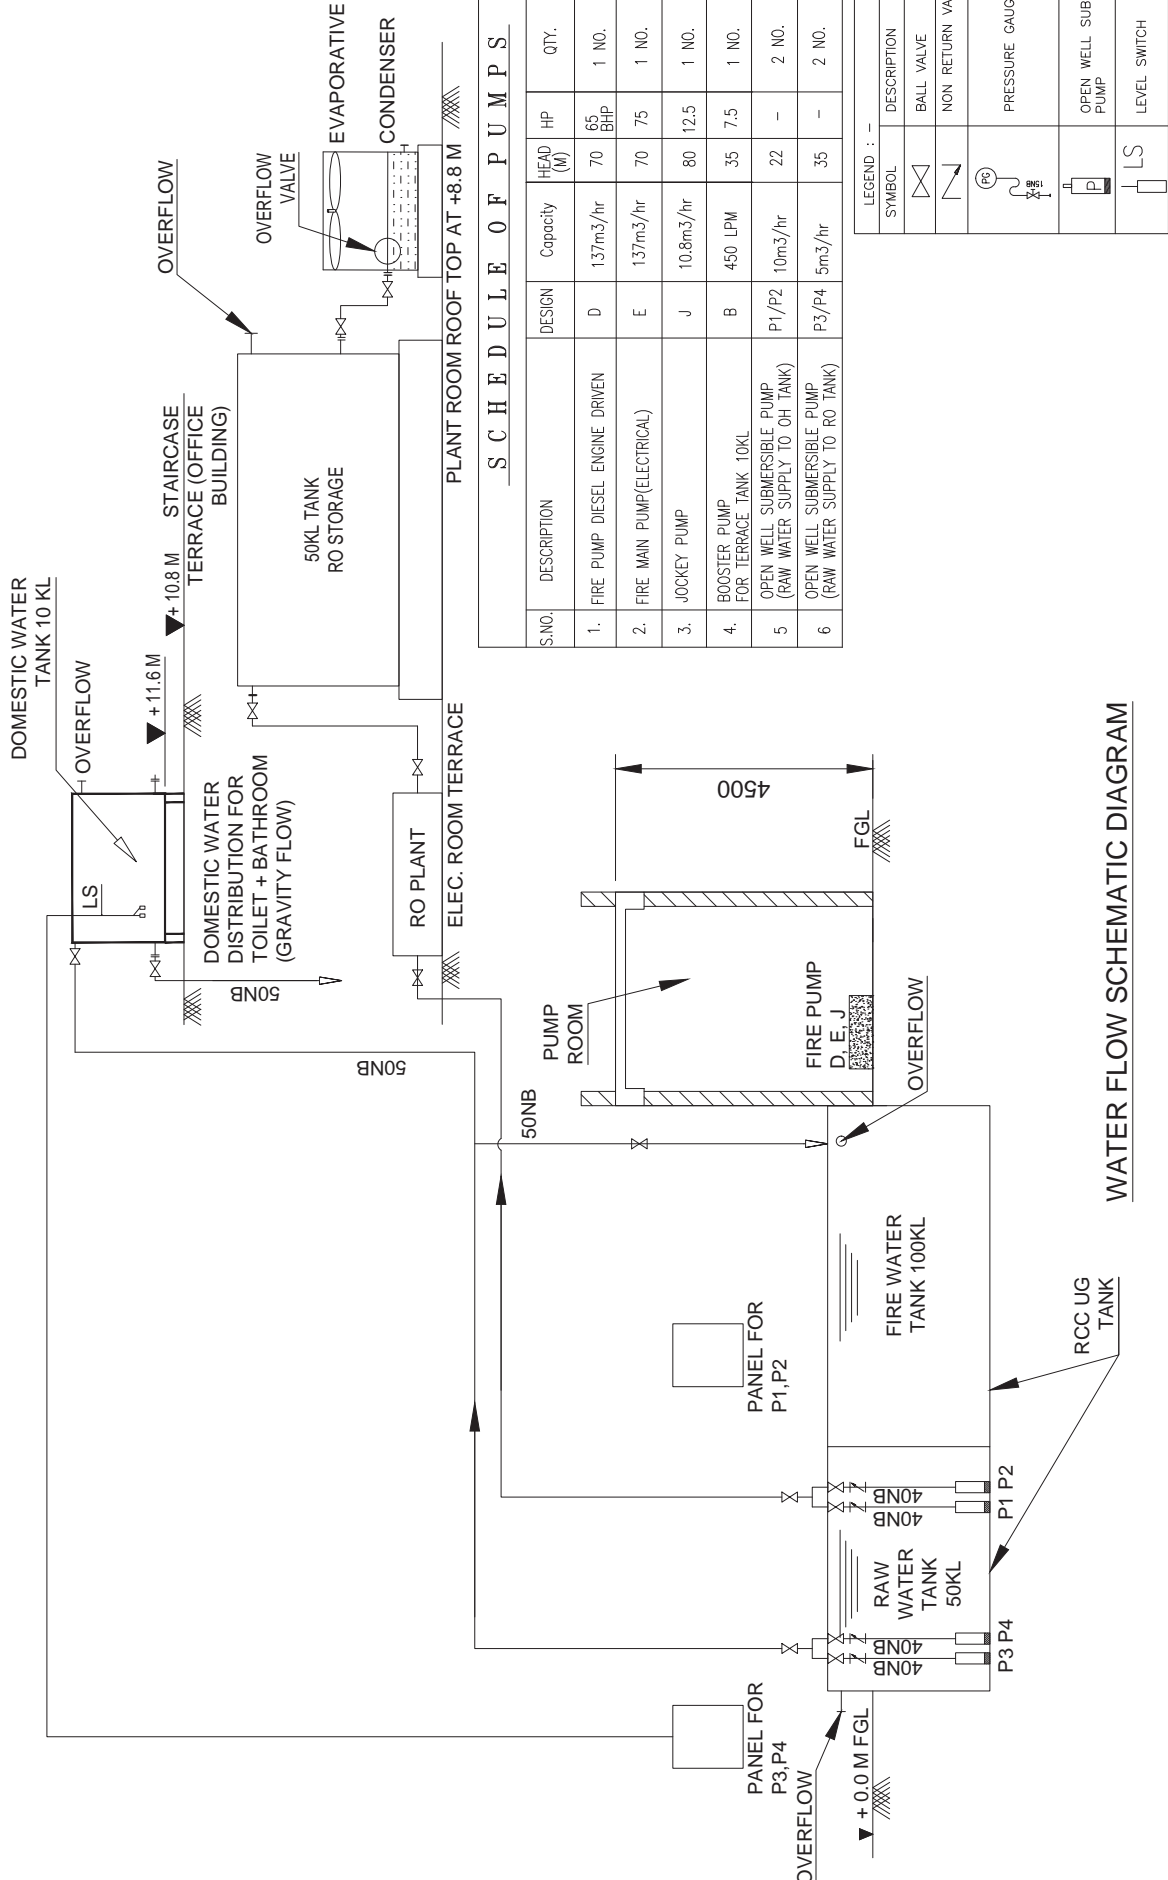 DOMESTIC WATER
TANK 10 KL
OVERFLOW
LS
+ 11.6 M
+ 10.8 M
STAIRCASE
TERRACE (OFFICE
BUILDING)
OVERFLOW
OVERFLOW
VALVE
EVAPORATIVE
CONDENSER
DOMESTIC WATER
DISTRIBUTION FOR
TOILET + BATHROOM
(GRAVITY FLOW)
50NB
50NB
50KL TANK
RO STORAGE
RO PLANT
ELEC. ROOM TERRACE
PLANT ROOM ROOF TOP AT +8.8 M
50NB
PUMP
ROOM
FIRE PUMP
D, E, J
4500
FGL
OVERFLOW
PANEL FOR
P3,P4
PANEL FOR
P1,P2
OVERFLOW
+ 0.0 M FGL
40NB
40NB
P3 P4
RAW
WATER
TANK
50KL
40NB
40NB
P1 P2
FIRE WATER
TANK 100KL
RCC UG
TANK
WATER FLOW SCHEMATIC DIAGRAM
SCHEDULE OF PUMPS
S.NO. DESCRIPTION DESIGN Capacity HEAD (M) HP QTY.
1. FIRE PUMP DIESEL ENGINE DRIVEN D 137m3/hr 70 65 BHP 1 NO.
2. FIRE MAIN PUMP(ELECTRICAL) E 137m3/hr 70 75 1 NO.
3. JOCKEY PUMP J 10.8m3/hr 80 12.5 1 NO.
4. BOOSTER PUMP
FOR TERRACE TANK 10KL B 450 LPM 35 7.5 1 NO.
5 OPEN WELL SUBMERSIBLE PUMP
(RAW WATER SUPPLY TO OH TANK) P1/P2 10m3/hr 22 – 2 NO.
6 OPEN WELL SUBMERSIBLE PUMP
(RAW WATER SUPPLY TO RO TANK) P3/P4 5m3/hr 35 – 2 NO.
LEGEND : –
SYMBOL DESCRIPTION
BALL VALVE
NON RETURN VA
PG 15NB PRESSURE GAUG
P OPEN WELL SUB
PUMP
LS LEVEL SWITCH